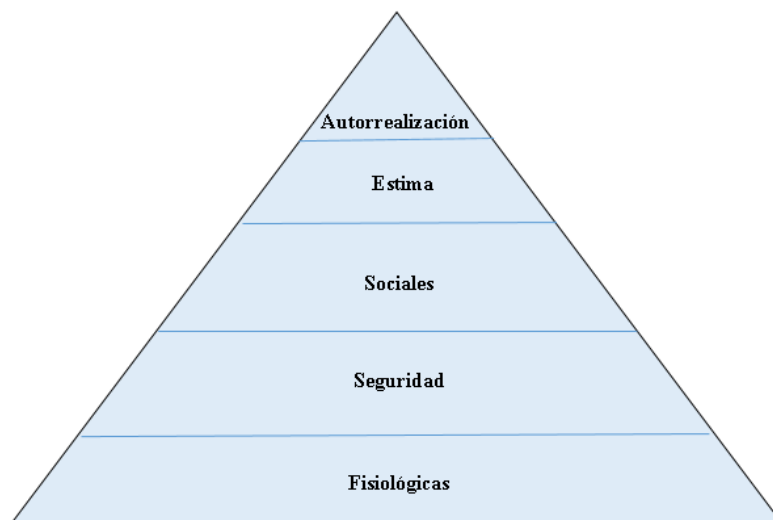 Autorrealización
Estima
Sociales
Seguridad
Fisiológicas